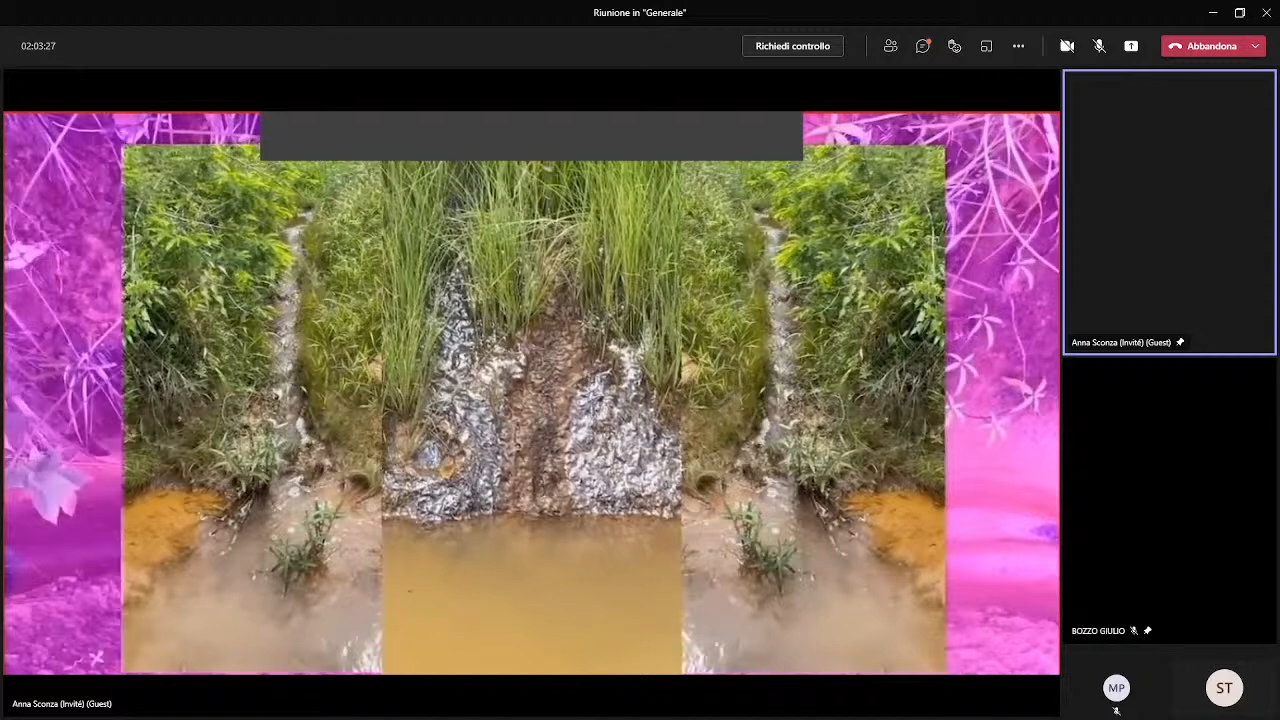 Riunione in "Generale"
02:03:27
Richiedi controllo
Abbandona
Anna Sconza (Invité) (Guest)
BOZZO GIULIO
MP
ST
Anna Sconza (Invité) (Guest)